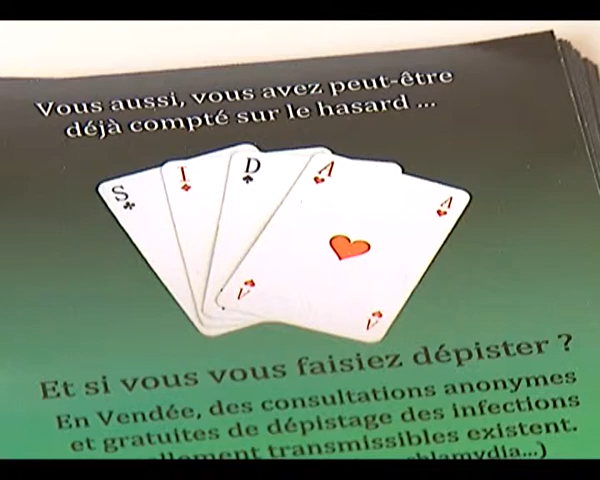 Vous aussi, vous avez peut-être
déjà compté sur le hasard ...
S I D A A
A A
Et si vous vous faisiez dépister ?
En Vendée, des consultations anonymes
et gratuites de dépistage des infections
transmissibles existent.
chlamydia...)